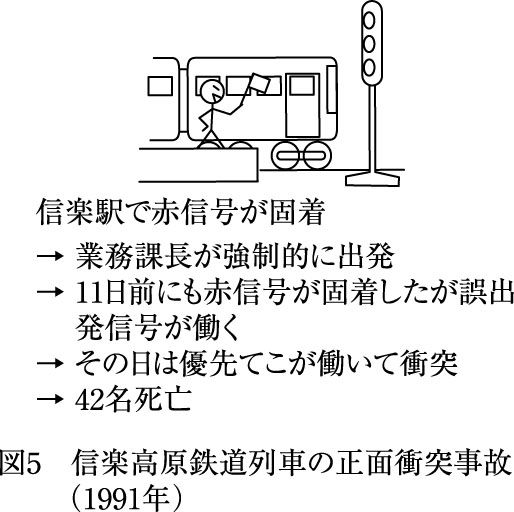 信楽駅で赤信号が固着
→ 業務課長が強制的に出発
→ 11日前にも赤信号が固着したが誤出
発信号が働く
→ その日は優先てこが働いて衝突
→ 42名死亡
図5　信楽高原鉄道列車の正面衝突事故
（1991年）